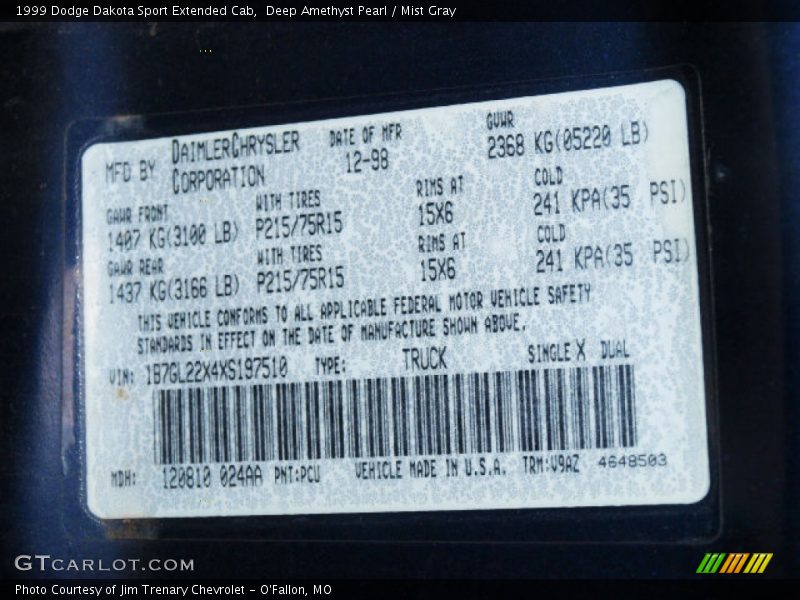 1999 Dodge Dakota Sport Extended Cab,  Deep Amethyst Pearl / Mist Gray
MFD BY DAIMLERCHRYSLER CORPORATION DATE OF MFR 12-98 GVWR 2368 KG(05220 LB)
GAWR FRONT WITH TIRES RIMS AT COLD
1407 KG(3100 LB) P215/75R15 15X6 241 KPA(35 PSI)
GAWR REAR WITH TIRES RIMS AT COLD
1437 KG(3166 LB) P215/75R15 15X6 241 KPA(35 PSI)
THIS VEHICLE CONFORMS TO ALL APPLICABLE FEDERAL MOTOR VEHICLE SAFETY
STANDARDS IN EFFECT ON THE DATE OF MANUFACTURE SHOWN ABOVE.
VIN: 1B7GL22X4XS197510 TYPE: TRUCK SINGLE X DUAL
MDH: 120810 024AA PNT:PCU VEHICLE MADE IN U.S.A. TRM:V9AZ 4648503
GTCARLOT.COM
Photo Courtesy of Jim Trenary Chevrolet - O'Fallon, MO